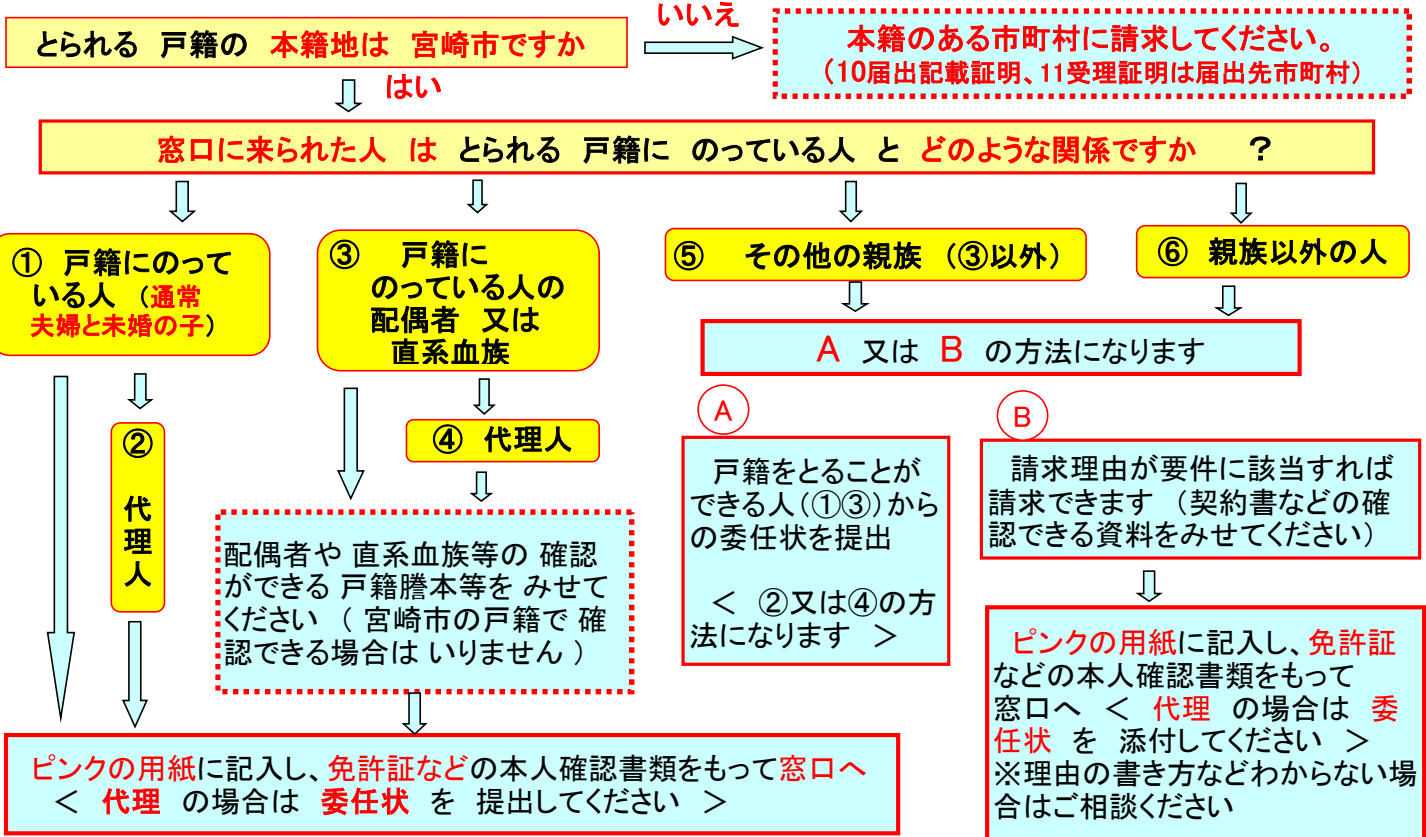 とられる 戸籍の 本籍地は 宮崎市ですか
いいえ
本籍のある市町村に請求してください。
（10届出記載証明、11受理証明は届出先市町村）
はい
窓口に来られた人 は とられる 戸籍に のっている人 と どのような関係ですか ？
① 戸籍にのって
いる人 （通常
夫婦と未婚の子）
③ 戸籍に
のっている人の
配偶者 又は
直系血族
⑤ その他の親族 （③以外）
⑥ 親族以外の人
A 又は B の方法になります
②
代
理
人
④ 代理人
配偶者や 直系血族等の 確認
ができる 戸籍謄本等を みせて
ください （ 宮崎市の戸籍で 確
認できる場合は いりません ）
A
戸籍をとることが
できる人（①③）から
の委任状を提出
＜ ②又は④の方
法になります ＞
B
請求理由が要件に該当すれば
請求できます （契約書などの確
認できる資料をみせてください）
ピンクの用紙に記入し、免許証
などの本人確認書類をもって
窓口へ ＜ 代理 の場合は 委
任状 を 添付してください ＞
※理由の書き方などわからない場
合はご相談ください
ピンクの用紙に記入し、免許証などの本人確認書類をもって窓口へ
＜ 代理 の場合は 委任状 を 提出してください ＞